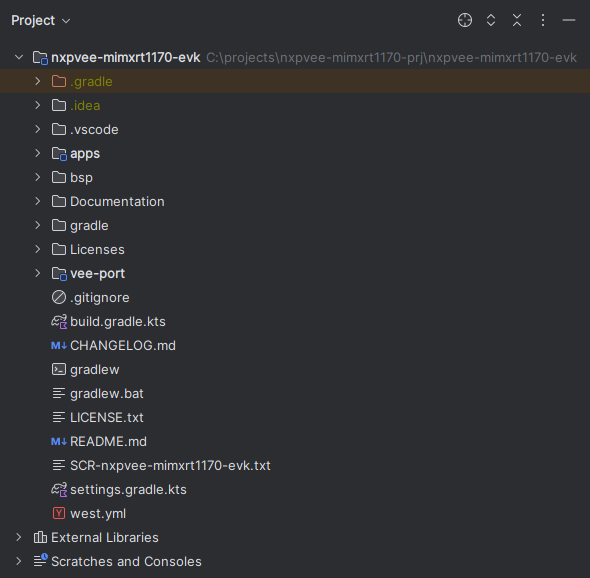 Project
nxpvee-mimxrt1170-evk C:\projects\nxpvee-mimxrt1170-prj\nxpvee-mimxrt1170-evk
.gradle
.idea
.vscode
apps
bsp
Documentation
gradle
Licenses
vee-port
.gitignore
build.gradle.kts
M↓ CHANGELOG.md
gradlew
gradlew.bat
LICENSE.txt
M↓ README.md
SCR-nxpvee-mimxrt1170-evk.txt
settings.gradle.kts
Y west.yml
External Libraries
Scratches and Consoles